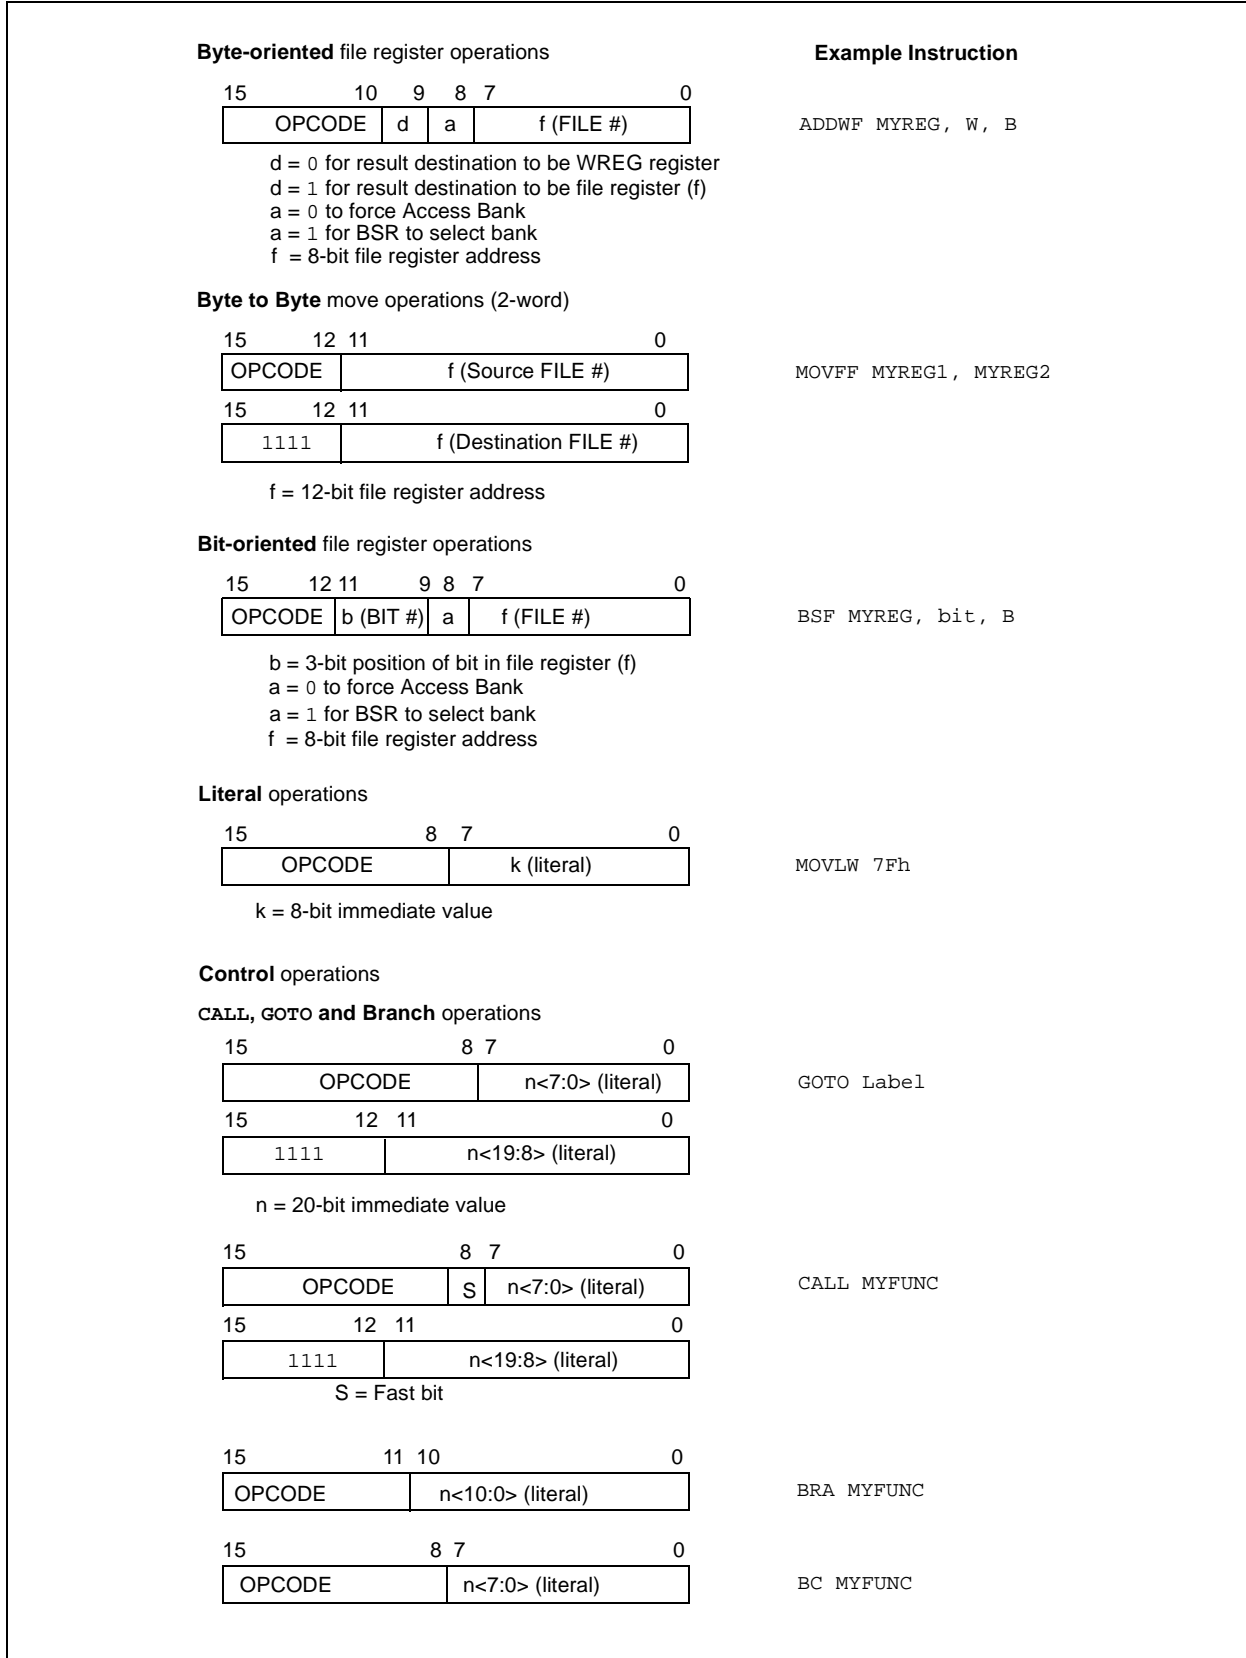 Byte-oriented file register operations
Example Instruction
15 10 9 8 7 0
OPCODE d a f (FILE #)
ADDWF MYREG, W, B
d = 0 for result destination to be WREG register
d = 1 for result destination to be file register (f)
a = 0 to force Access Bank
a = 1 for BSR to select bank
f = 8-bit file register address
Byte to Byte move operations (2-word)
15 12 11 0
OPCODE f (Source FILE #)
MOVFF MYREG1, MYREG2
15 12 11 0
1111 f (Destination FILE #)
f = 12-bit file register address
Bit-oriented file register operations
15 12 11 9 8 7 0
OPCODE b (BIT #) a f (FILE #)
BSF MYREG, bit, B
b = 3-bit position of bit in file register (f)
a = 0 to force Access Bank
a = 1 for BSR to select bank
f = 8-bit file register address
Literal operations
15 8 7 0
OPCODE k (literal)
MOVLW 7Fh
k = 8-bit immediate value
Control operations
CALL, GOTO and Branch operations
15 8 7 0
OPCODE n<7:0> (literal)
GOTO Label
15 12 11 0
1111 n<19:8> (literal)
n = 20-bit immediate value
15 8 7 0
OPCODE S n<7:0> (literal)
CALL MYFUNC
15 12 11 0
1111 n<19:8> (literal)
S = Fast bit
15 11 10 0
OPCODE n<10:0> (literal)
BRA MYFUNC
15 8 7 0
OPCODE n<7:0> (literal)
BC MYFUNC